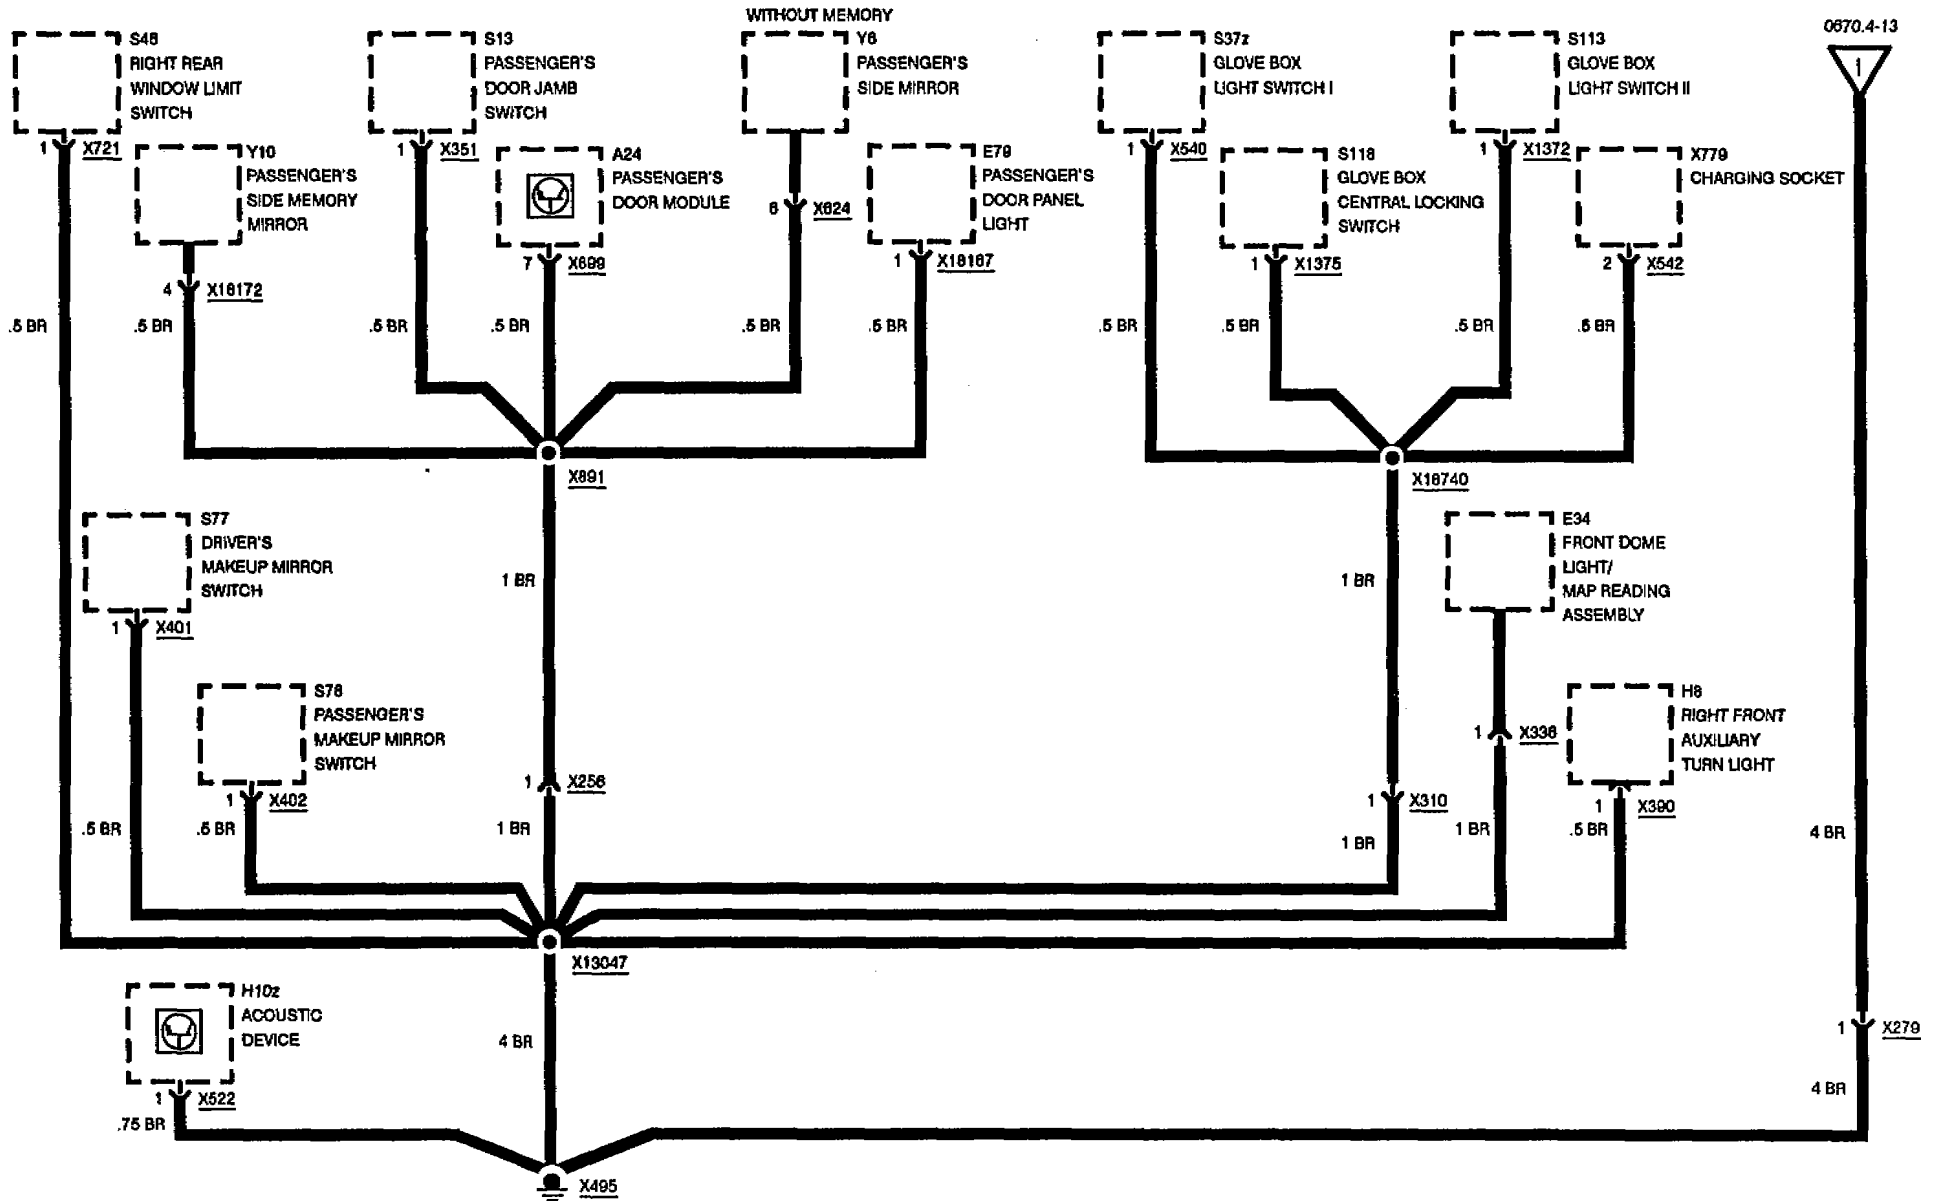 WITHOUT MEMORY
0670.4-13
I
S48
RIGHT REAR
WINDOW LIMIT
SWITCH
1 X721
S13
PASSENGER'S
DOOR JAMB
SWITCH
1 X351
Y6
PASSENGER'S
SIDE MIRROR
6 X624
S37z
GLOVE BOX
LIGHT SWITCH I
1 X540
S113
GLOVE BOX
LIGHT SWITCH II
1 X1372
Y10
PASSENGER'S
SIDE MEMORY
MIRROR
4 X16172
A24
PASSENGER'S
DOOR MODULE
7 X699
E79
PASSENGER'S
DOOR PANEL
LIGHT
1 X16167
S118
GLOVE BOX
CENTRAL LOCKING
SWITCH
1 X1375
X779
CHARGING SOCKET
2 X542
.5 BR
.5 BR
.5 BR
.5 BR
.5 BR
.5 BR
.5 BR
.5 BR
.5 BR
.5 BR
X891
X16740
S77
DRIVER'S
MAKEUP MIRROR
SWITCH
1 X401
1 BR
1 BR
E34
FRONT DOME
LIGHT/
MAP READING
ASSEMBLY
1 X336
S78
PASSENGER'S
MAKEUP MIRROR
SWITCH
1 X402
1 X256
1 X310
H8
RIGHT FRONT
AUXILIARY
TURN LIGHT
1 X390
.5 BR
.5 BR
1 BR
1 BR
1 BR
.5 BR
4 BR
X13047
H10z
ACOUSTIC
DEVICE
1 X522
.75 BR
4 BR
1 X279
4 BR
X495